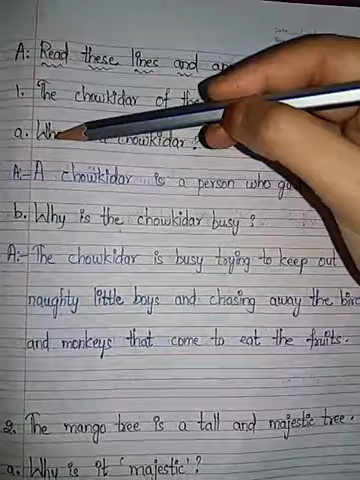 A: Read these lines and
1. The chowkidar of the
a. chowkidar ?
A:- A chowkidar is a person who
b. Why is the chowkidar busy ?
A:- The chowkidar is busy trying to keep out
naughty little boys and chasing away the
and monkeys that come to eat the fruits.
2. The mango tree is a tall and majestic tree.
a. Why is it 'majestic'?